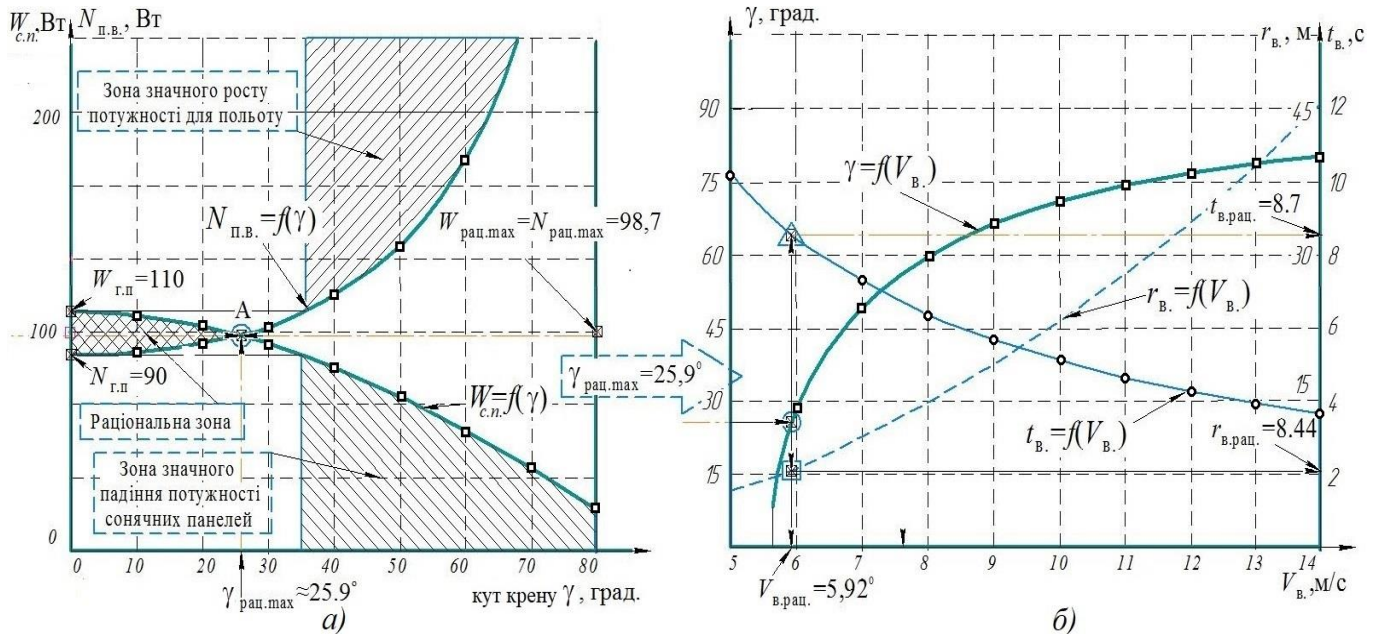 W с.п. ,Вт N п.в. , Вт
200
100
0
Зона значного росту
потужності для польоту
N п.в. =f(γ)
W рац.max =N рац.max =98,7
W г.п =110
A
N г.п =90
Раціональна зона
Зона значного
падіння потужності
сонячних панелей
W с.п. =f(γ)
0 10 20 30 40 50 60 70 80
γ рац.max ≈25.9°
кут крену γ , град.
а)
γ рац.max =25,9°
γ, град.
r в. , м t в. ,с
90
75
60
45
30
15
45
30
15
12
10
8
6
4
2
γ=f(V в. )
t в.рац. =8.7
r в. =f(V в. )
t в. =f(V в. )
r в.рац. =8.44
5 6 7 8 9 10 11 12 13 14
V в.рац. =5,92°
V в. ,м/с
б)